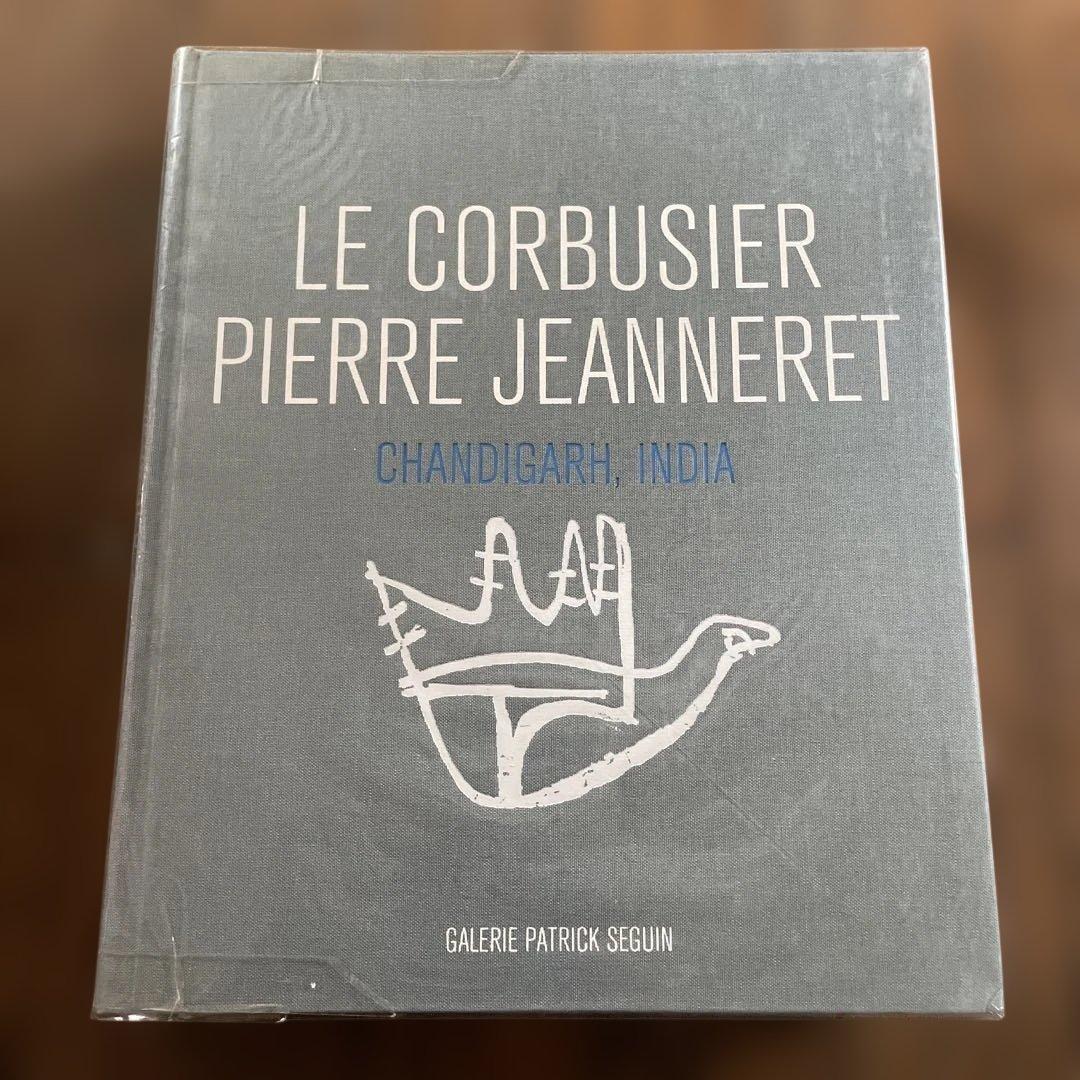 LE CORBUSIER
PIERRE JEANNERET
CHANDIGARH, INDIA
GALERIE PATRICK SEGUIN